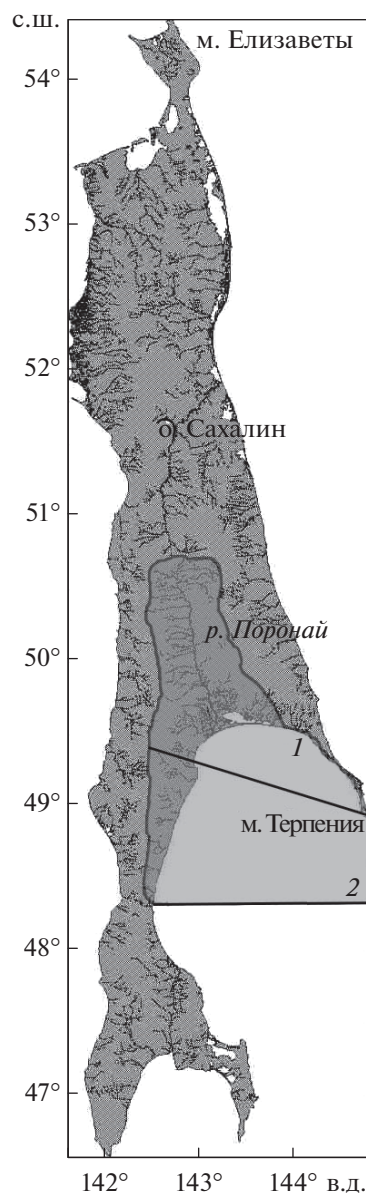 с.ш.
м. Елизаветы
54°
53°
52°
о. Сахалин
51°
р. Поронай
50°
1
49°
м. Терпения
2
48°
47°
142° 143° 144° в.д.